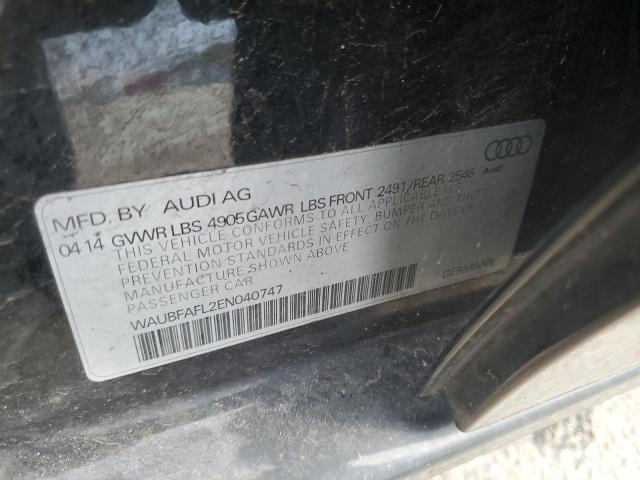 MFD. BY AUDI AG
Audi
04 14 GVWR LBS 4905 GAWR LBS FRONT 2491/REAR 2546
THIS VEHICLE CONFORMS TO ALL APPLICABLE U.S.
FEDERAL MOTOR VEHICLE SAFETY, BUMPER AND THEFT
PREVENTION STANDARDS IN EFFECT ON THE DATE OF
MANUFACTURE SHOWN ABOVE.
PASSENGER CAR
WAUBFAFL2EN040747
GERMANY